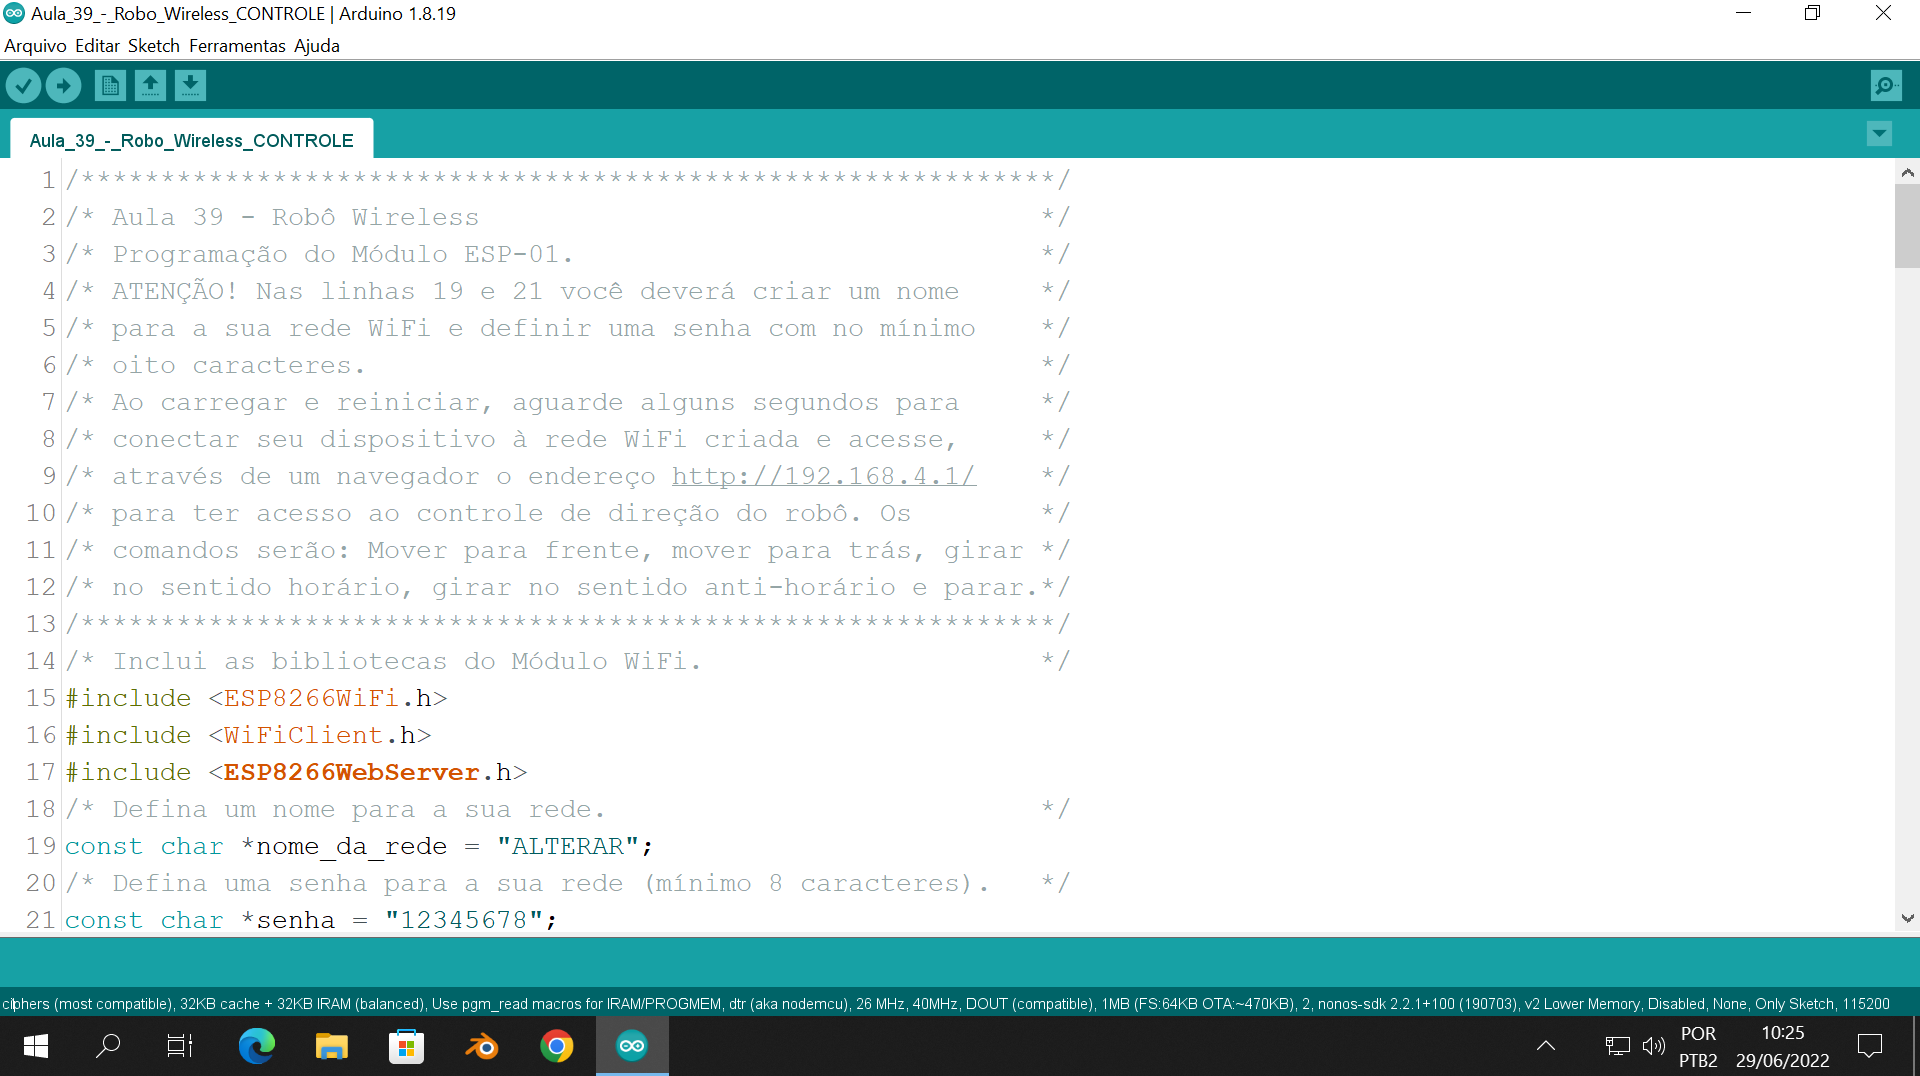 Aula_39_-_Robo_Wireless_CONTROLE | Arduino 1.8.19
Arquivo Editar Sketch Ferramentas Ajuda
Aula_39_-_Robo_Wireless_CONTROLE
1 /*************************************************************/
2 /* Aula 39 - Robô Wireless */
3 /* Programação do Módulo ESP-01. */
4 /* ATENÇÃO! Nas linhas 19 e 21 você deverá criar um nome */
5 /* para a sua rede WiFi e definir uma senha com no mínimo */
6 /* oito caracteres. */
7 /* Ao carregar e reiniciar, aguarde alguns segundos para */
8 /* conectar seu dispositivo à rede WiFi criada e acesse, */
9 /* através de um navegador o endereço http://192.168.4.1/ */
10 /* para ter acesso ao controle de direção do robô. Os */
11 /* comandos serão: Mover para frente, mover para trás, girar */
12 /* no sentido horário, girar no sentido anti-horário e parar.*/
13 /*************************************************************/
14 /* Inclui as bibliotecas do Módulo WiFi. */
15 #include <ESP8266WiFi.h>
16 #include <WiFiClient.h>
17 #include <ESP8266WebServer.h>
18 /* Defina um nome para a sua rede. */
19 const char *nome_da_rede = "ALTERAR";
20 /* Defina uma senha para a sua rede (mínimo 8 caracteres). */
21 const char *senha = "12345678";
ciphers (most compatible), 32KB cache + 32KB IRAM (balanced), Use pgm_read macros for IRAM/PROGMEM, dtr (aka nodemcu), 26 MHz, 40MHz, DOUT (compatible), 1MB (FS:64KB OTA:~470KB), 2, nonos-sdk 2.2.1+100 (190703), v2 Lower Memory, Disabled, None, Only Sketch, 115200
POR 10:25
PTB2 29/06/2022